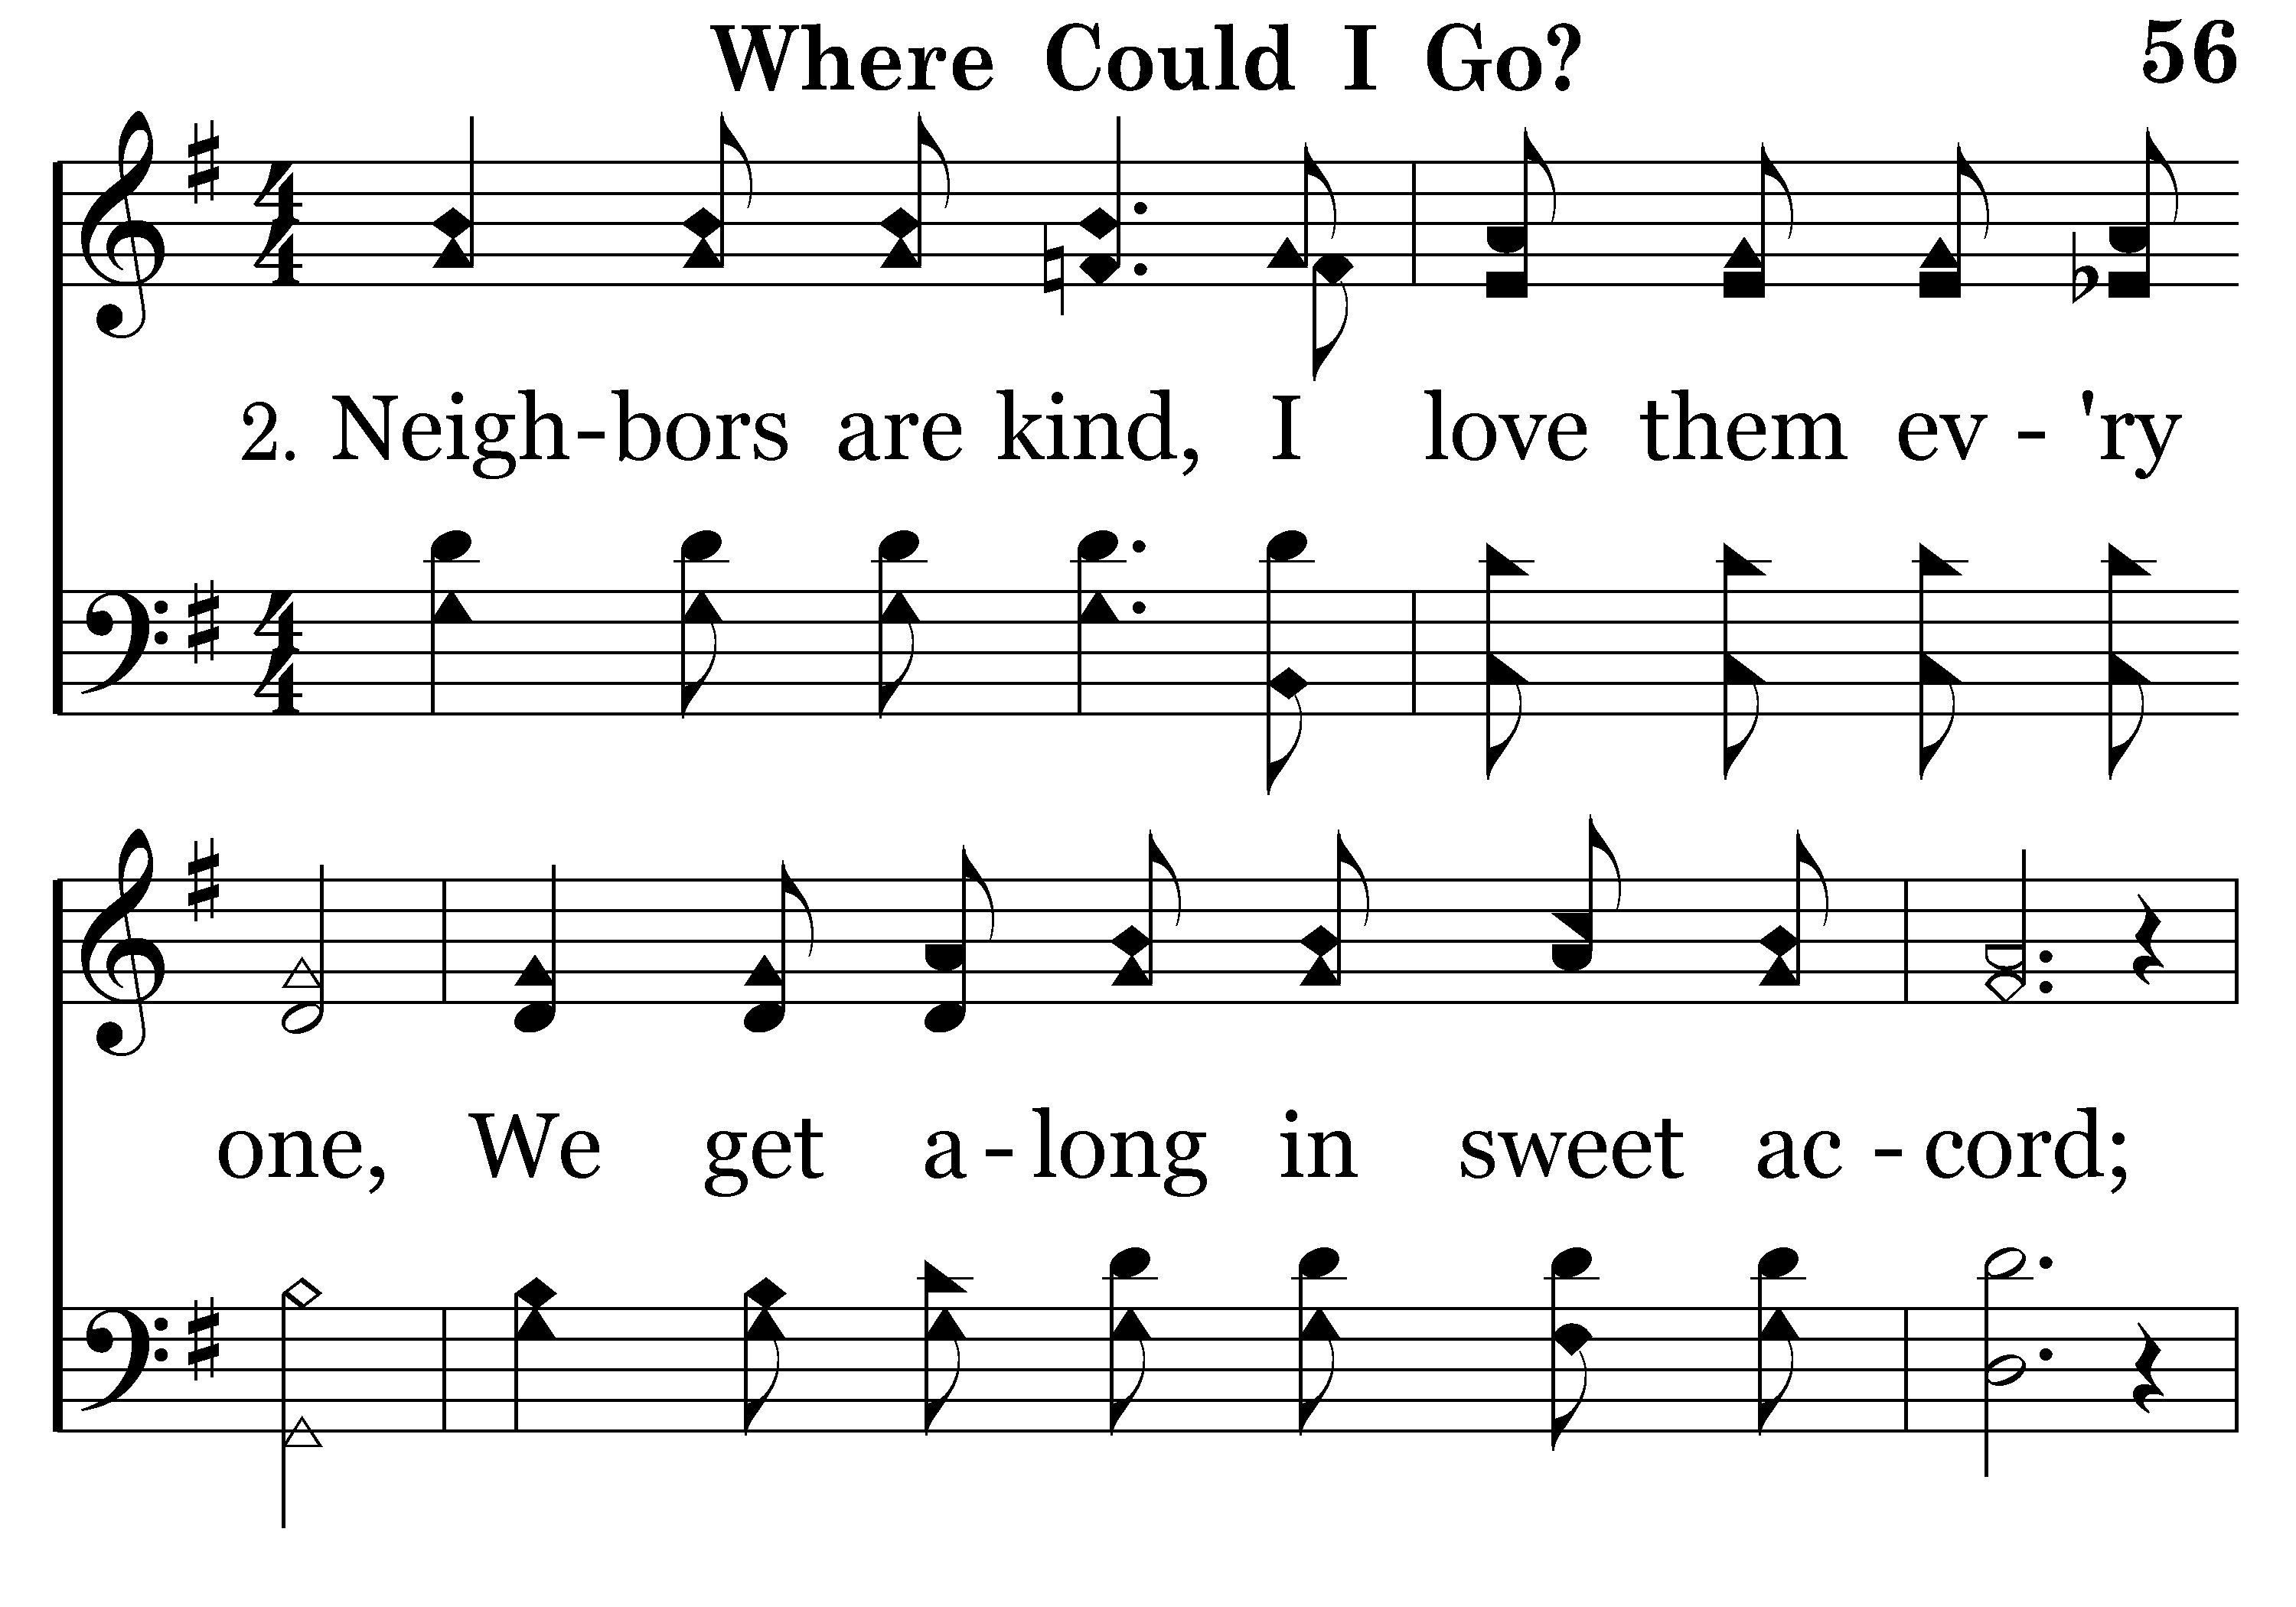 Where Could I Go? 56
2. Neigh-bors are kind, I love them ev - 'ry
one, We get a - long in sweet ac - cord;